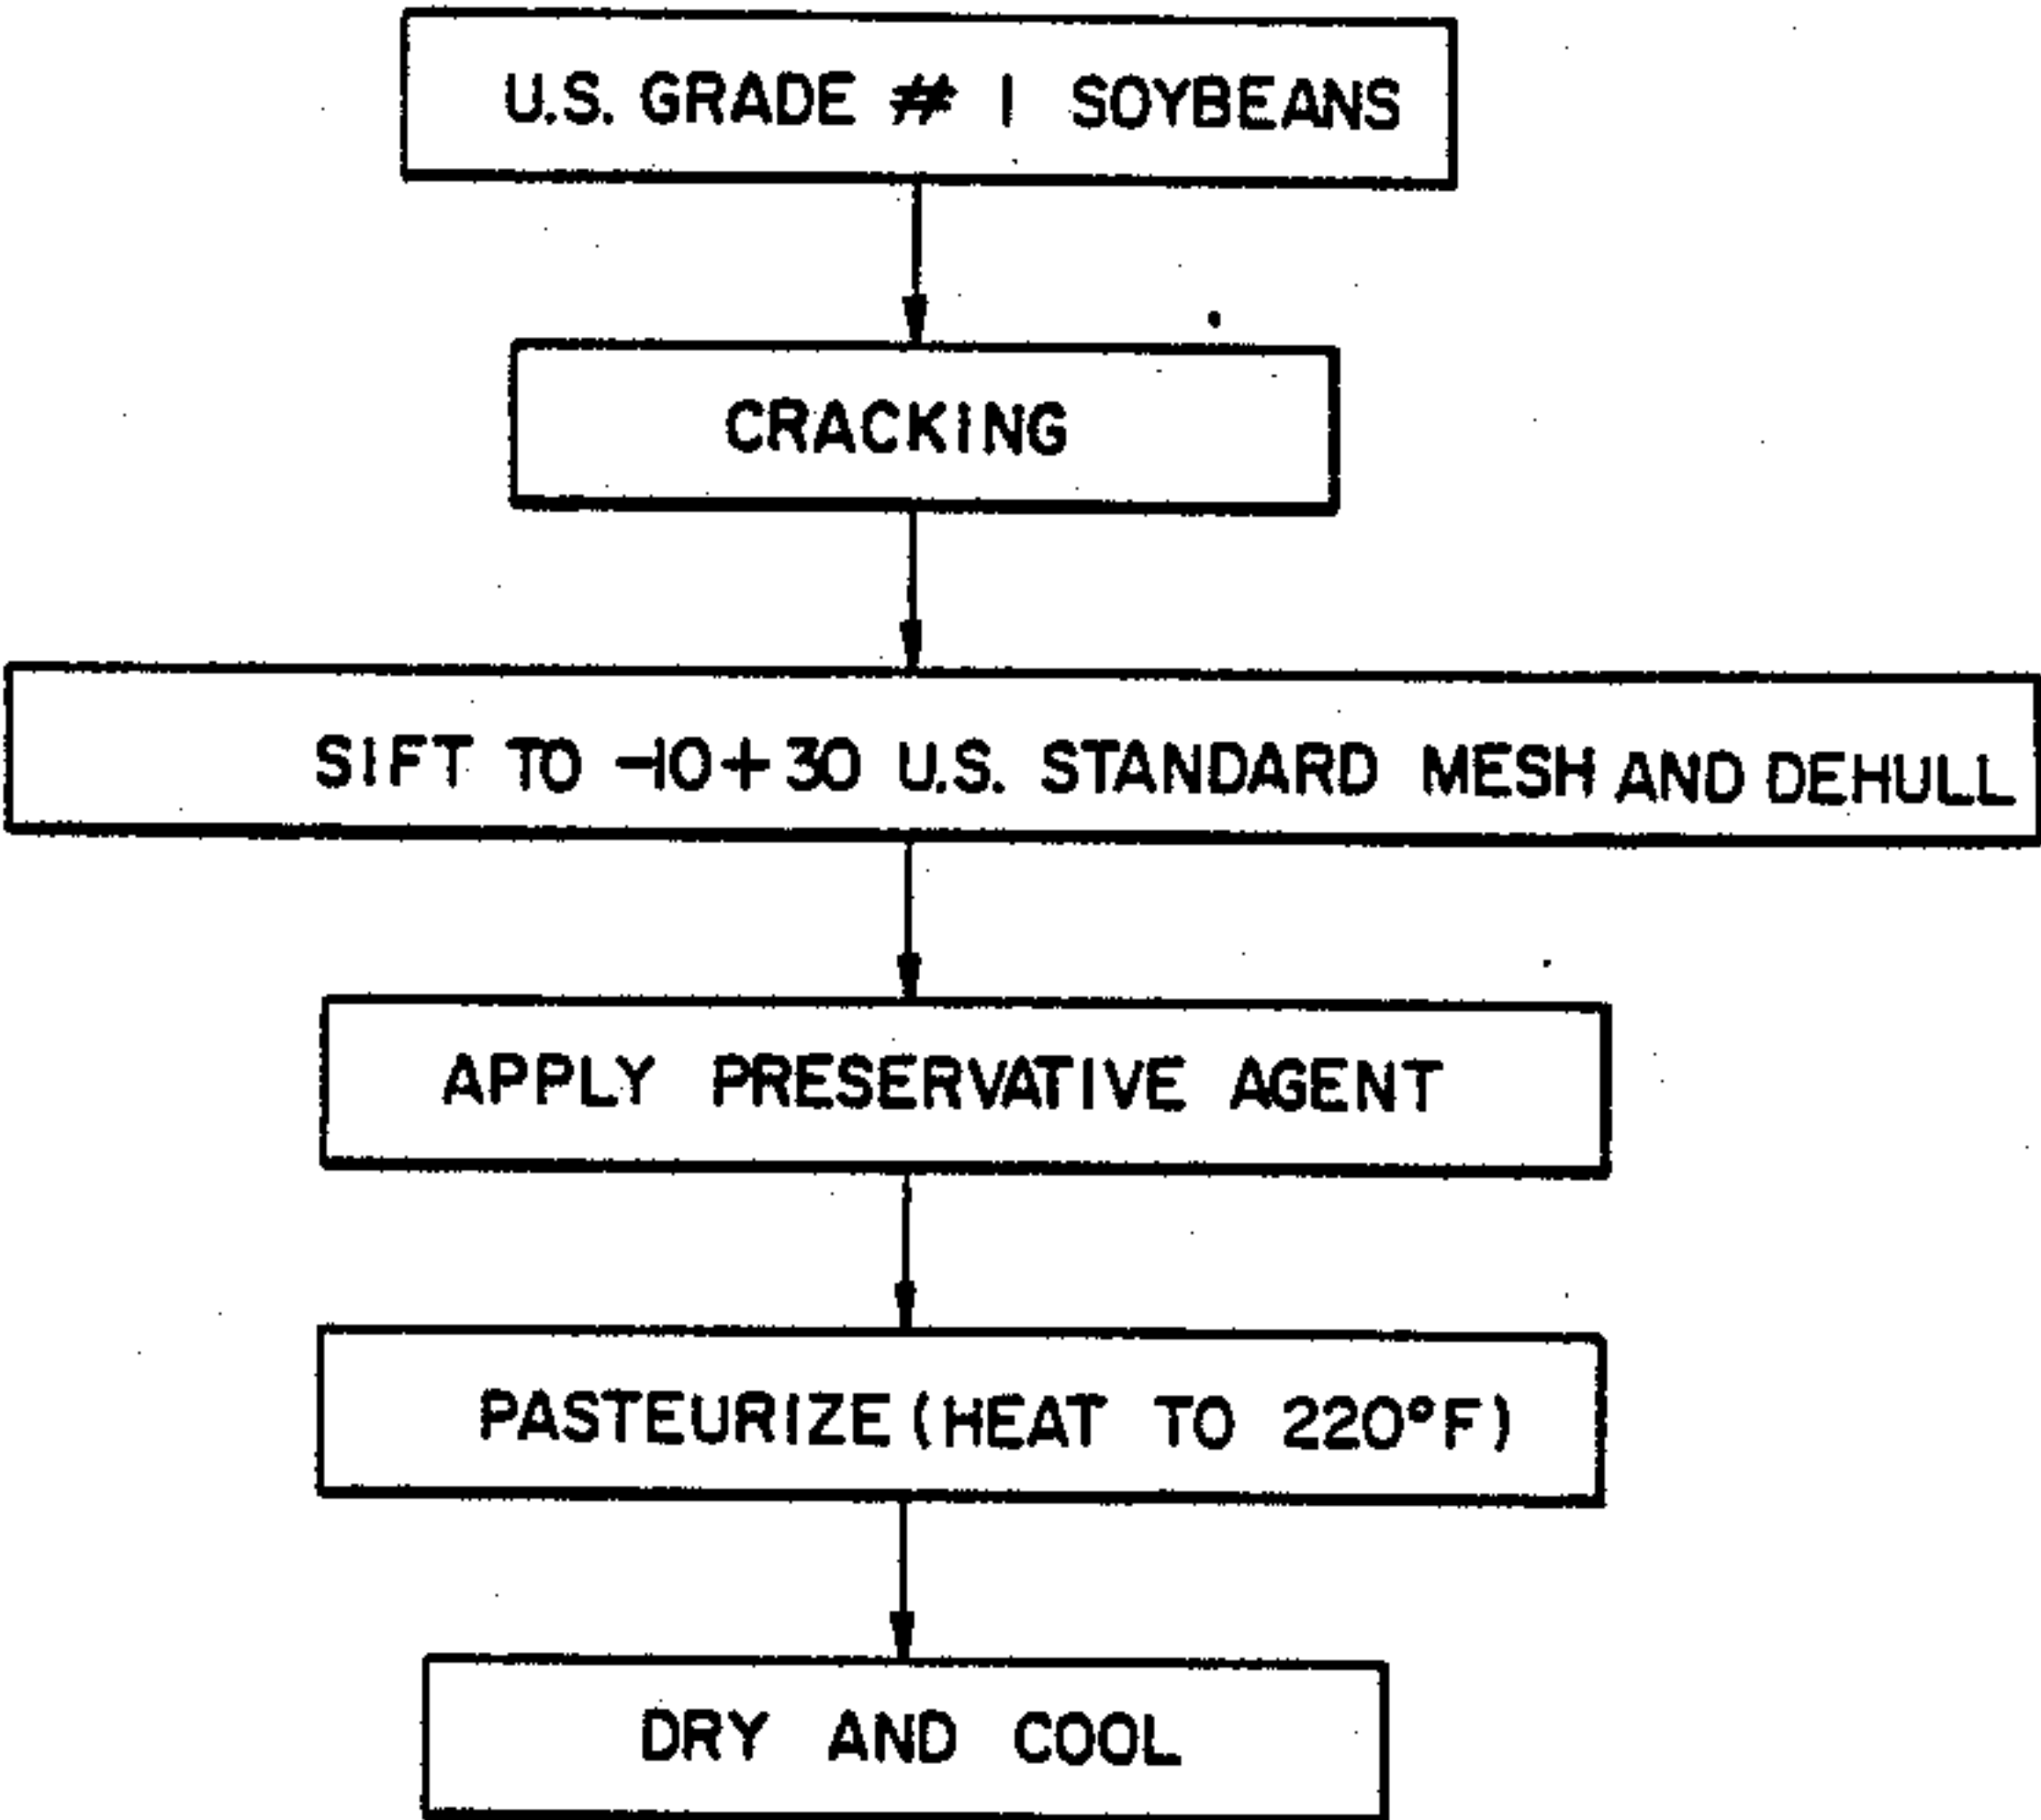 U.S. GRADE # 1 SOYBEANS
CRACKING
SIFT TO -10+30 U.S. STANDARD MESH AND DEHULL
APPLY PRESERVATIVE AGENT
PASTEURIZE (HEAT TO 220°F)
DRY AND COOL